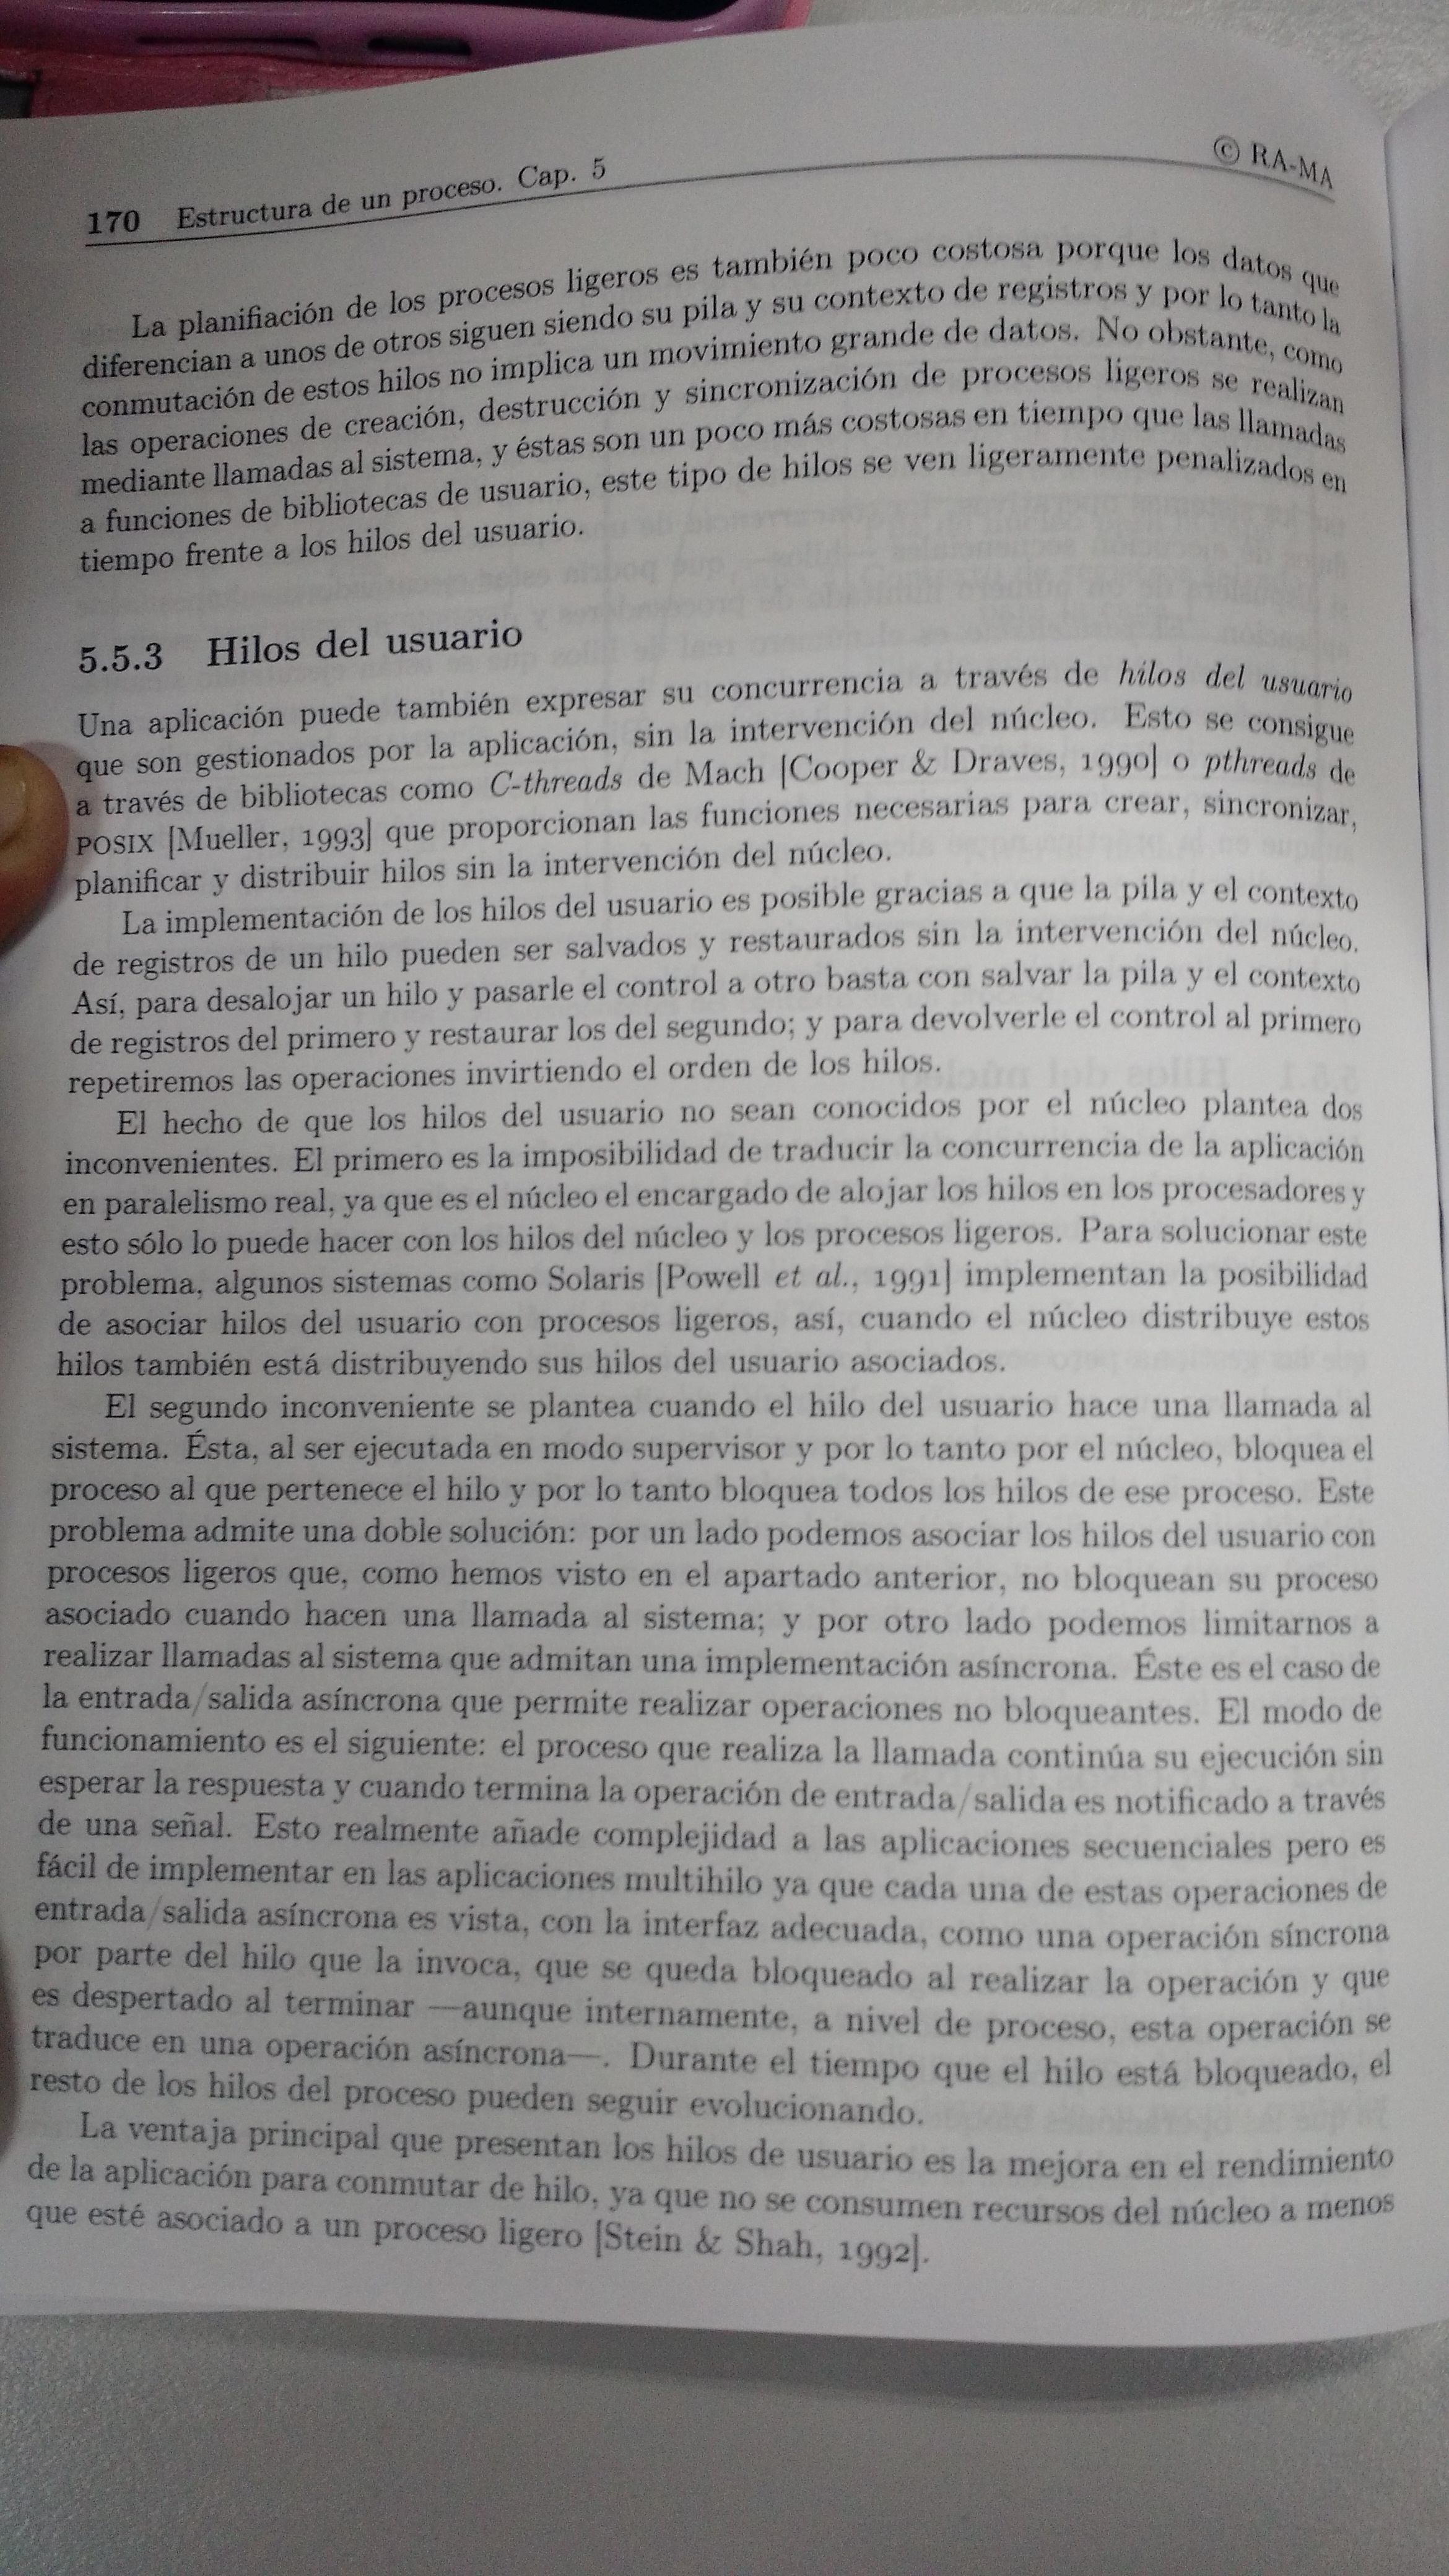 170 Estructura de un proceso. Cap. 5 © RA-MA
La planifiación de los procesos ligeros es también poco costosa porque los datos que
diferencian a unos de otros siguen siendo su pila y su contexto de registros y por lo tanto la
conmutación de estos hilos no implica un movimiento grande de datos. No obstante, como
las operaciones de creación, destrucción y sincronización de procesos ligeros se realizan
mediante llamadas al sistema, y éstas son un poco más costosas en tiempo que las llamadas
a funciones de bibliotecas de usuario, este tipo de hilos se ven ligeramente penalizados en
tiempo frente a los hilos del usuario.
5.5.3 Hilos del usuario
Una aplicación puede también expresar su concurrencia a través de hilos del usuario
que son gestionados por la aplicación, sin la intervención del núcleo. Esto se consigue
a través de bibliotecas como C-threads de Mach [Cooper & Draves, 1990] o pthreads de
POSIX [Mueller, 1993] que proporcionan las funciones necesarias para crear, sincronizar,
planificar y distribuir hilos sin la intervención del núcleo.
La implementación de los hilos del usuario es posible gracias a que la pila y el contexto
de registros de un hilo pueden ser salvados y restaurados sin la intervención del núcleo.
Así, para desalojar un hilo y pasarle el control a otro basta con salvar la pila y el contexto
de registros del primero y restaurar los del segundo; y para devolverle el control al primero
repetiremos las operaciones invirtiendo el orden de los hilos.
El hecho de que los hilos del usuario no sean conocidos por el núcleo plantea dos
inconvenientes. El primero es la imposibilidad de traducir la concurrencia de la aplicación
en paralelismo real, ya que es el núcleo el encargado de alojar los hilos en los procesadores y
esto sólo lo puede hacer con los hilos del núcleo y los procesos ligeros. Para solucionar este
problema, algunos sistemas como Solaris [Powell et al., 1991] implementan la posibilidad
de asociar hilos del usuario con procesos ligeros, así, cuando el núcleo distribuye estos
hilos también está distribuyendo sus hilos del usuario asociados.
El segundo inconveniente se plantea cuando el hilo del usuario hace una llamada al
sistema. Ésta, al ser ejecutada en modo supervisor y por lo tanto por el núcleo, bloquea el
proceso al que pertenece el hilo y por lo tanto bloquea todos los hilos de ese proceso. Este
problema admite una doble solución: por un lado podemos asociar los hilos del usuario con
procesos ligeros que, como hemos visto en el apartado anterior, no bloquean su proceso
asociado cuando hacen una llamada al sistema; y por otro lado podemos limitarnos a
realizar llamadas al sistema que admitan una implementación asíncrona. Éste es el caso de
la entrada/salida asíncrona que permite realizar operaciones no bloqueantes. El modo de
funcionamiento es el siguiente: el proceso que realiza la llamada continúa su ejecución sin
esperar la respuesta y cuando termina la operación de entrada/salida es notificado a través
de una señal. Esto realmente añade complejidad a las aplicaciones secuenciales pero es
fácil de implementar en las aplicaciones multihilo ya que cada una de estas operaciones de
entrada/salida asíncrona es vista, con la interfaz adecuada, como una operación síncrona
por parte del hilo que la invoca, que se queda bloqueado al realizar la operación y que
es despertado al terminar —aunque internamente, a nivel de proceso, esta operación se
traduce en una operación asíncrona—. Durante el tiempo que el hilo está bloqueado, el
resto de los hilos del proceso pueden seguir evolucionando.
La ventaja principal que presentan los hilos de usuario es la mejora en el rendimiento
de la aplicación para conmutar de hilo, ya que no se consumen recursos del núcleo a menos
que esté asociado a un proceso ligero [Stein & Shah, 1992].